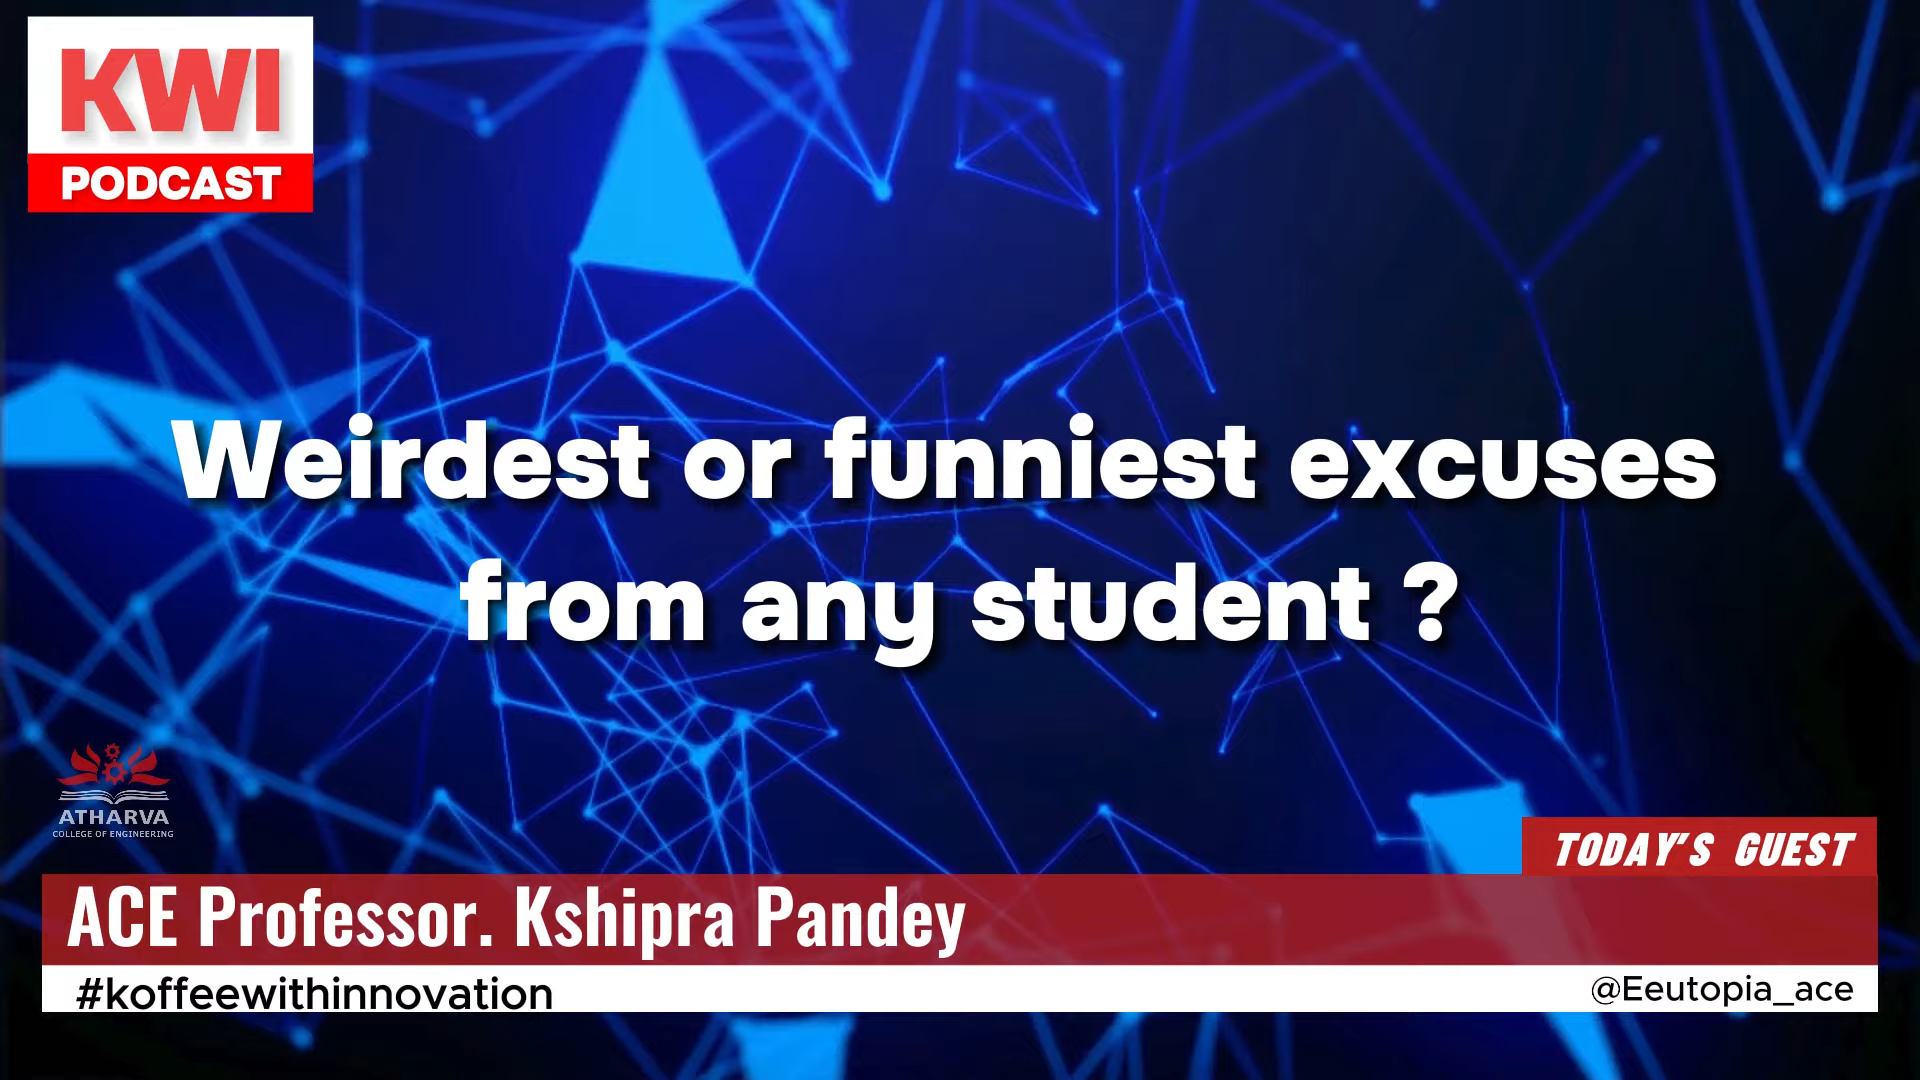 KWI
PODCAST
Weirdest or funniest excuses
from any student ?
ATHARVA
COLLEGE OF ENGINEERING
TODAY'S GUEST
ACE Professor. Kshipra Pandey
#koffeewithinnovation
@Eeutopia_ace